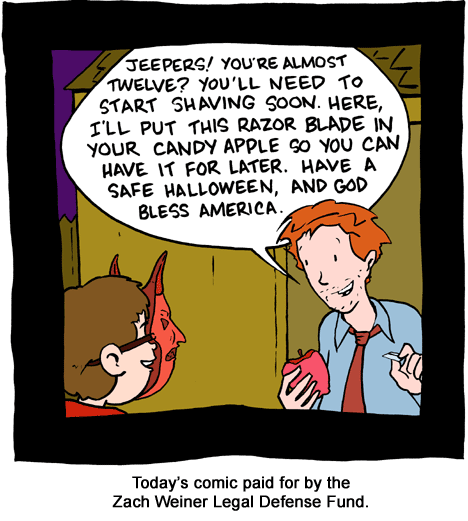 JEEPERS! YOU'RE ALMOST
TWELVE? YOU'LL NEED TO
START SHAVING SOON. HERE,
I'LL PUT THIS RAZOR BLADE IN
YOUR CANDY APPLE SO YOU CAN
HAVE IT FOR LATER. HAVE A
SAFE HALLOWEEN, AND GOD
BLESS AMERICA.
Today's comic paid for by the
Zach Weiner Legal Defense Fund.